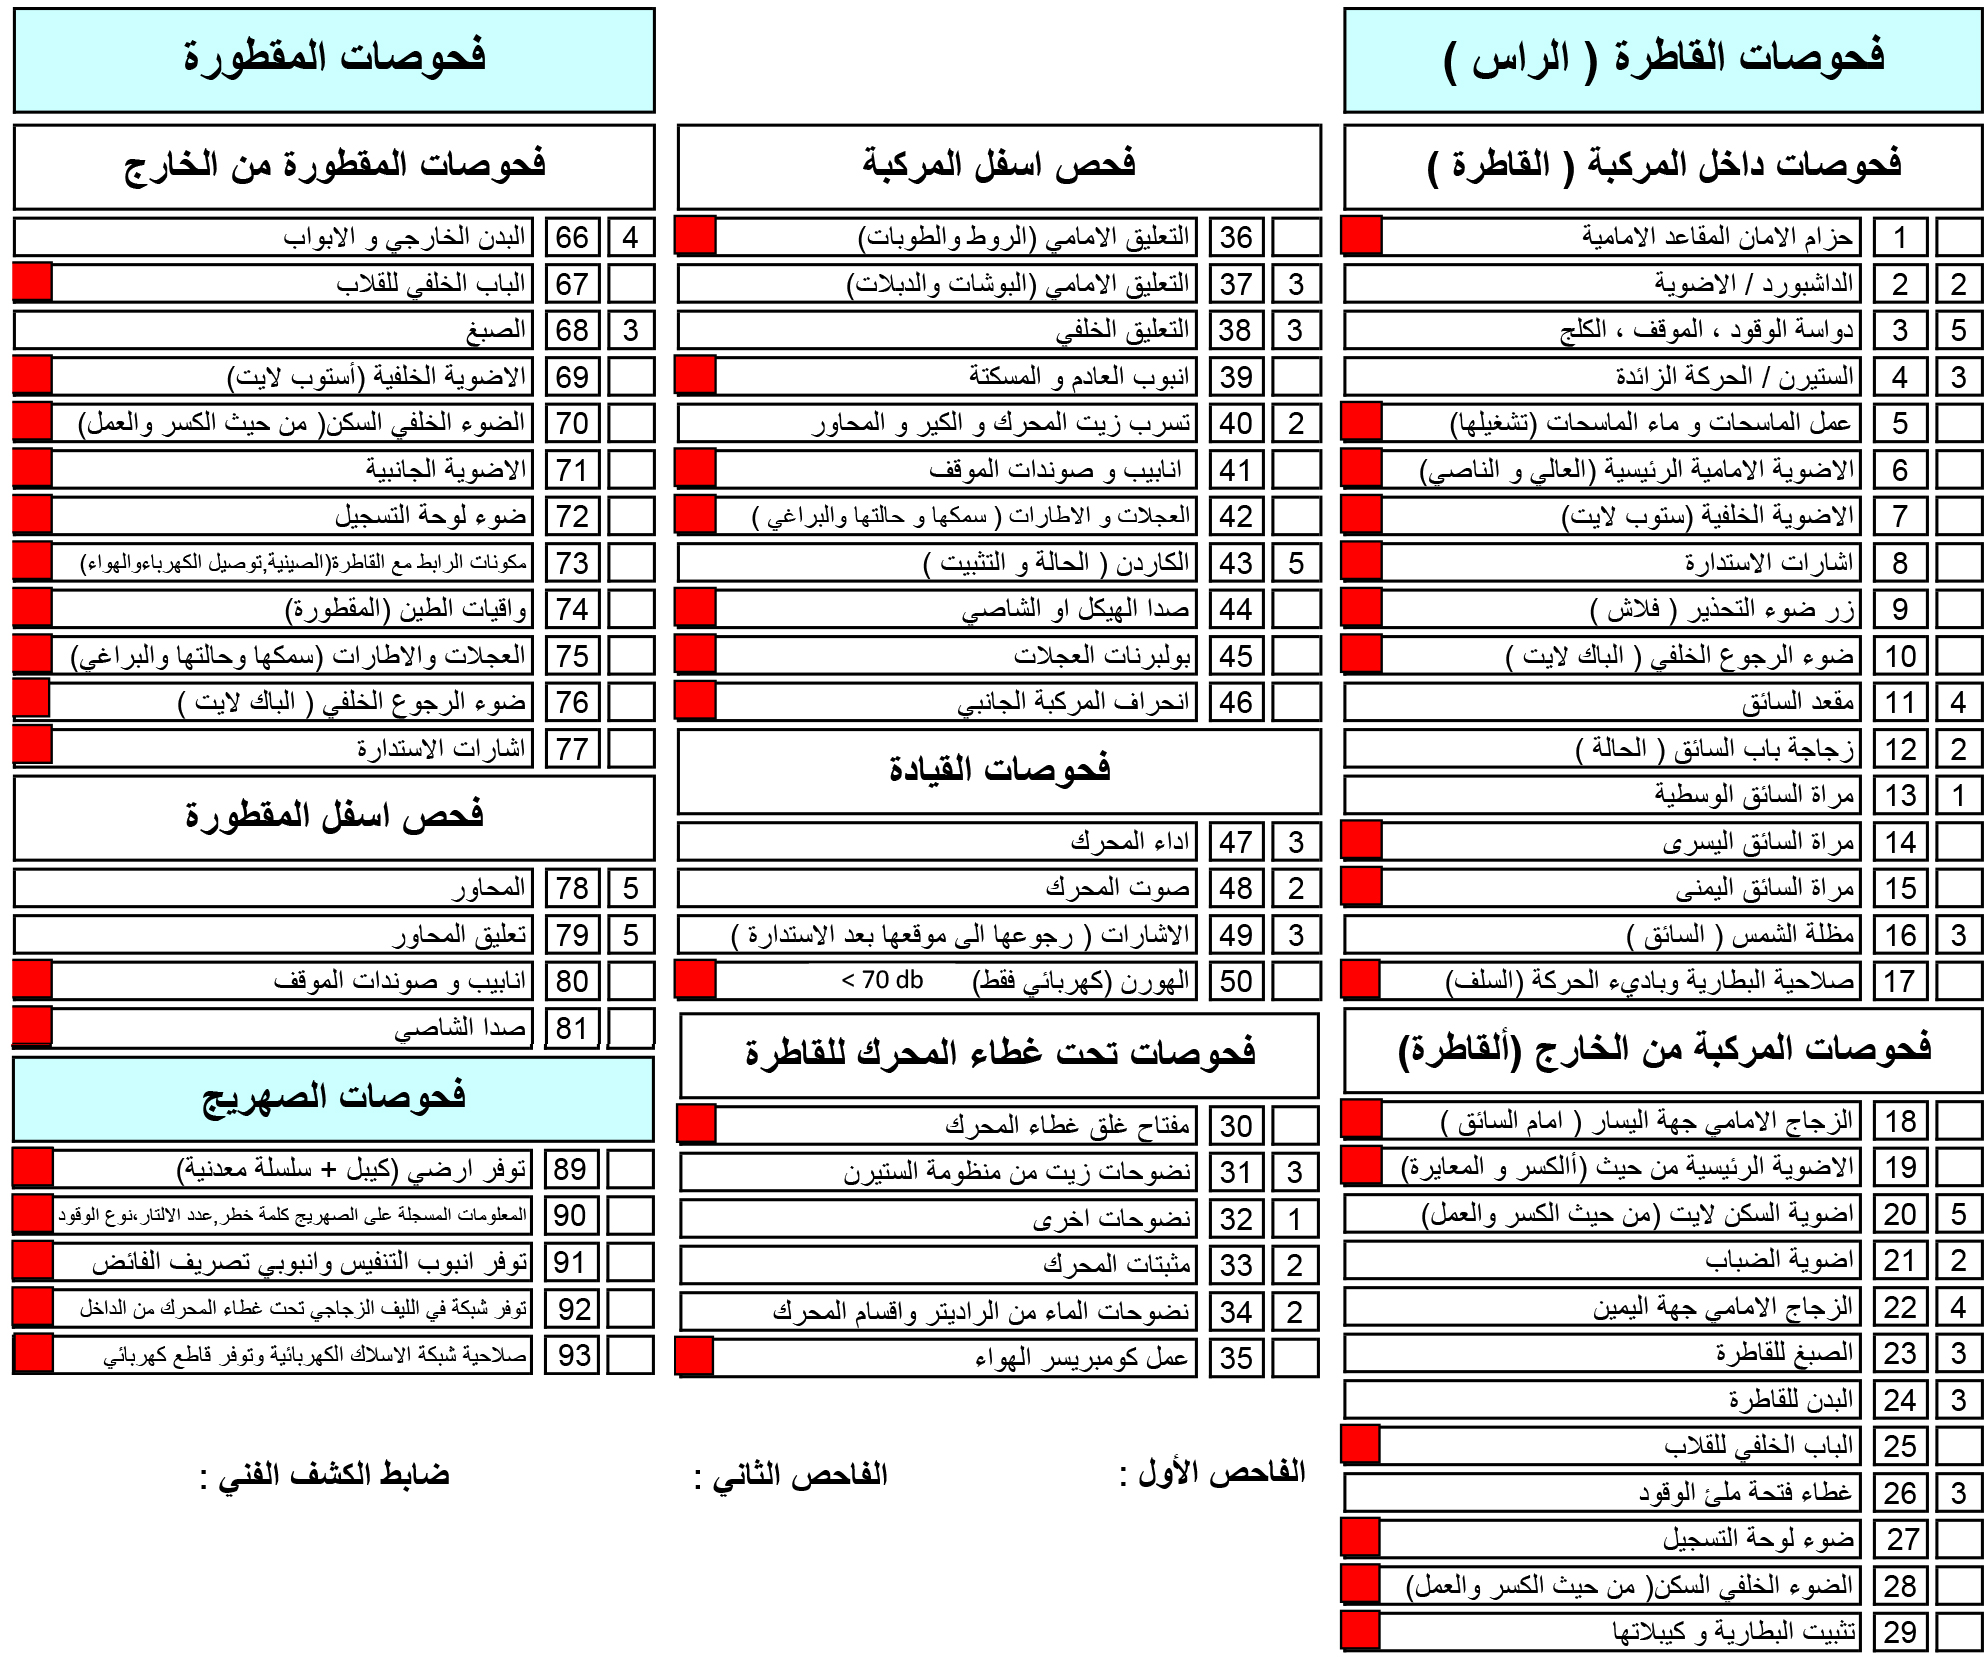 فحوصات القاطرة ( الراس )
فحوصات داخل المركبة ( القاطرة )
1 حزام الامان المقاعد الامامية
2 2 الداشبورد / الاضوية
5 3 دواسة الوقود ، الموقف ، الكلج
3 4 الستيرن / الحركة الزائدة
5 عمل الماسحات و ماء الماسحات (تشغيلها)
6 الاضوية الامامية الرئيسية (العالي و الناصي)
7 الاضوية الخلفية (ستوب لايت)
8 اشارات الاستدارة
9 زر ضوء التحذير ( فلاش )
10 ضوء الرجوع الخلفي ( الباك لايت )
4 11 مقعد السائق
2 12 زجاجة باب السائق ( الحالة )
1 13 مراة السائق الوسطية
14 مراة السائق اليسرى
15 مراة السائق اليمنى
3 16 مظلة الشمس ( السائق )
17 صلاحية البطارية وباديء الحركة (السلف)
فحوصات المركبة من الخارج (ألقاطرة)
18 الزجاج الامامي جهة اليسار ( امام السائق )
19 الاضوية الرئيسية من حيث (أالكسر و المعايرة)
5 20 اضوية السكن لايت (من حيث الكسر والعمل)
2 21 اضوية الضباب
4 22 الزجاج الامامي جهة اليمين
3 23 الصبغ للقاطرة
3 24 البدن للقاطرة
25 الباب الخلفي للقلاب
3 26 غطاء فتحة ملئ الوقود
27 ضوء لوحة التسجيل
28 الضوء الخلفي السكن( من حيث الكسر والعمل)
29 تثبيت البطارية و كيبلاتها
فحص اسفل المركبة
36 التعليق الامامي (الروط والطوبات)
3 37 التعليق الامامي (البوشات والدبلات)
3 38 التعليق الخلفي
39 انبوب العادم و المسكتة
2 40 تسرب زيت المحرك و الكير و المحاور
41 انابيب و صوندات الموقف
42 العجلات و الاطارات ( سمكها و حالتها والبراغي )
5 43 الكاردن ( الحالة و التثبيت )
44 صدا الهيكل او الشاصي
45 بولبرنات العجلات
46 انحراف المركبة الجانبي
فحوصات القيادة
3 47 اداء المحرك
2 48 صوت المحرك
3 49 الاشارات ( رجوعها الى موقعها بعد الاستدارة )
50 الهورن (كهربائي فقط) < 70 db
فحوصات تحت غطاء المحرك للقاطرة
30 مفتاح غلق غطاء المحرك
3 31 نضوحات زيت من منظومة الستيرن
1 32 نضوحات اخرى
2 33 مثبتات المحرك
2 34 نضوحات الماء من الراديتر واقسام المحرك
35 عمل كومبريسر الهواء
فحوصات المقطورة
فحوصات المقطورة من الخارج
4 66 البدن الخارجي و الابواب
67 الباب الخلفي للقلاب
3 68 الصبغ
69 الاضوية الخلفية (أستوب لايت)
70 الضوء الخلفي السكن( من حيث الكسر والعمل)
71 الاضوية الجانبية
72 ضوء لوحة التسجيل
73 مكونات الرابط مع القاطرة(الصينية,توصيل الكهرباءوالهواء)
74 واقيات الطين (المقطورة)
75 العجلات والاطارات (سمكها وحالتها والبراغي)
76 ضوء الرجوع الخلفي ( الباك لايت )
77 اشارات الاستدارة
فحص اسفل المقطورة
5 78 المحاور
5 79 تعليق المحاور
80 انابيب و صوندات الموقف
81 صدا الشاصي
فحوصات الصهريج
89 توفر ارضي (كيبل + سلسلة معدنية)
90 المعلومات المسجلة على الصهريج كلمة خطر,عدد الالتار،نوع الوقود
91 توفر انبوب التنفيس وانبوبي تصريف الفائض
92 توفر شبكة في الليف الزجاجي تحت غطاء المحرك من الداخل
93 صلاحية شبكة الاسلاك الكهربائية وتوفر قاطع كهربائي
الفاحص الأول :
الفاحص الثاني :
ضابط الكشف الفني :